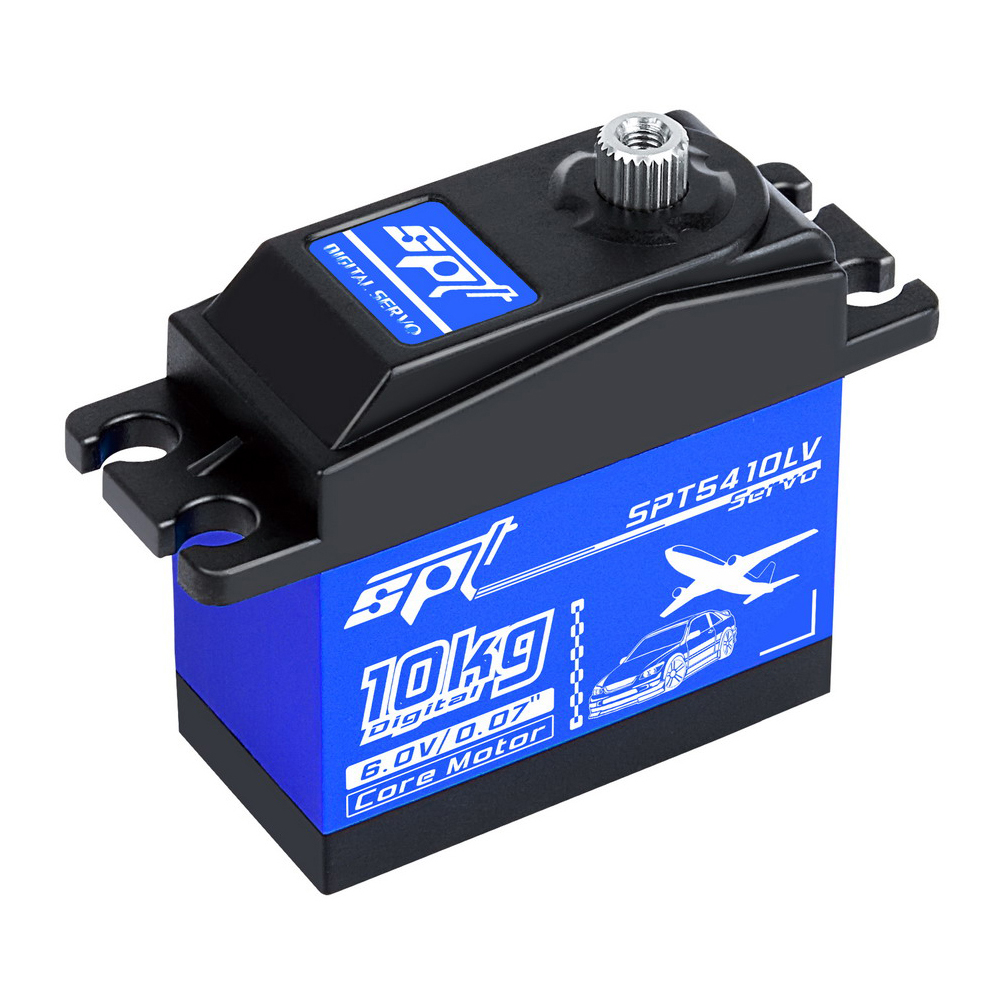 spt
DIGITAL SERVO
SPT5410LV
Servo
spt
10kg
Digital
6.0V/0.07"
Core Motor